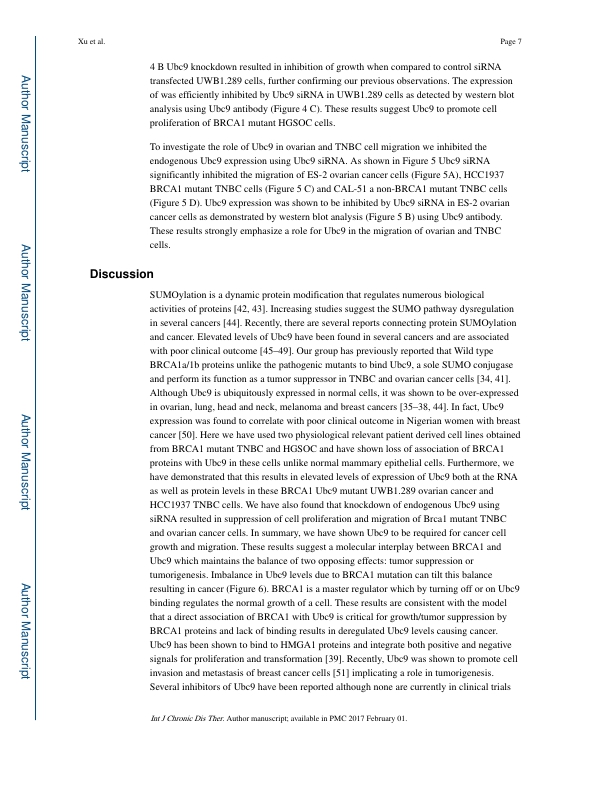 Xu et al.
Page 7
4 B Ubc9 knockdown resulted in inhibition of growth when compared to control siRNA
transfected UWB1.289 cells, further confirming our previous observations. The expression
of was efficiently inhibited by Ubc9 siRNA in UWB1.289 cells as detected by western blot
analysis using Ubc9 antibody (Figure 4 C). These results suggest Ubc9 to promote cell
proliferation of BRCA1 mutant HGSOC cells.
To investigate the role of Ubc9 in ovarian and TNBC cell migration we inhibited the
endogenous Ubc9 expression using Ubc9 siRNA. As shown in Figure 5 Ubc9 siRNA
significantly inhibited the migration of ES-2 ovarian cancer cells (Figure 5A), HCC1937
BRCA1 mutant TNBC cells (Figure 5 C) and CAL-51 a non-BRCA1 mutant TNBC cells
(Figure 5 D). Ubc9 expression was shown to be inhibited by Ubc9 siRNA in ES-2 ovarian
cancer cells as demonstrated by western blot analysis (Figure 5 B) using Ubc9 antibody.
These results strongly emphasize a role for Ubc9 in the migration of ovarian and TNBC
cells.
Discussion
SUMOylation is a dynamic protein modification that regulates numerous biological
activities of proteins [42, 43]. Increasing studies suggest the SUMO pathway dysregulation
in several cancers [44]. Recently, there are several reports connecting protein SUMOylation
and cancer. Elevated levels of Ubc9 have been found in several cancers and are associated
with poor clinical outcome [45–49]. Our group has previously reported that Wild type
BRCA1a/1b proteins unlike the pathogenic mutants to bind Ubc9, a sole SUMO conjugase
and perform its function as a tumor suppressor in TNBC and ovarian cancer cells [34, 41].
Although Ubc9 is ubiquitously expressed in normal cells, it was shown to be over-expressed
in ovarian, lung, head and neck, melanoma and breast cancers [35–38, 44]. In fact, Ubc9
expression was found to correlate with poor clinical outcome in Nigerian women with breast
cancer [50]. Here we have used two physiological relevant patient derived cell lines obtained
from BRCA1 mutant TNBC and HGSOC and have shown loss of association of BRCA1
proteins with Ubc9 in these cells unlike normal mammary epithelial cells. Furthermore, we
have demonstrated that this results in elevated levels of expression of Ubc9 both at the RNA
as well as protein levels in these BRCA1 Ubc9 mutant UWB1.289 ovarian cancer and
HCC1937 TNBC cells. We have also found that knockdown of endogenous Ubc9 using
siRNA resulted in suppression of cell proliferation and migration of Brca1 mutant TNBC
and ovarian cancer cells. In summary, we have shown Ubc9 to be required for cancer cell
growth and migration. These results suggest a molecular interplay between BRCA1 and
Ubc9 which maintains the balance of two opposing effects: tumor suppression or
tumorigenesis. Imbalance in Ubc9 levels due to BRCA1 mutation can tilt this balance
resulting in cancer (Figure 6). BRCA1 is a master regulator which by turning off or on Ubc9
binding regulates the normal growth of a cell. These results are consistent with the model
that a direct association of BRCA1 with Ubc9 is critical for growth/tumor suppression by
BRCA1 proteins and lack of binding results in deregulated Ubc9 levels causing cancer.
Ubc9 has been shown to bind to HMGA1 proteins and integrate both positive and negative
signals for proliferation and transformation [39]. Recently, Ubc9 was shown to promote cell
invasion and metastasis of breast cancer cells [51] implicating a role in tumorigenesis.
Several inhibitors of Ubc9 have been reported although none are currently in clinical trials
Int J Chronic Dis Ther. Author manuscript; available in PMC 2017 February 01.
Author Manuscript
Author Manuscript
Author Manuscript
Author Manuscript